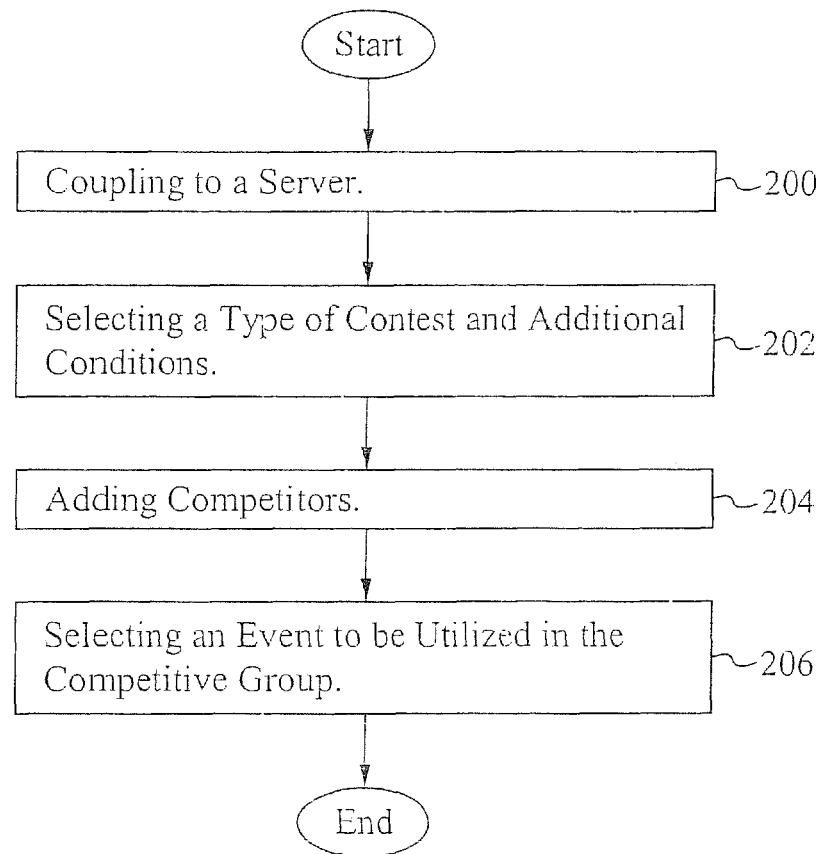 Start
Coupling to a Server.
200
Selecting a Type of Contest and Additional
Conditions.
202
Adding Competitors.
204
Selecting an Event to be Utilized in the
Competitive Group.
206
End